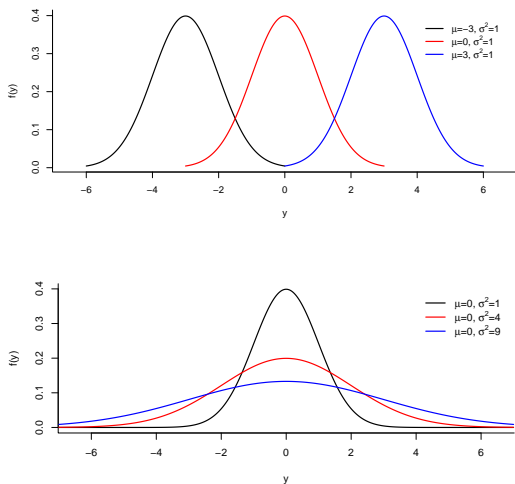 0.4
μ=−3, σ²=1
μ=0, σ²=1
μ=3, σ²=1
0.3
f(y)
0.2
0.1
0.0
−6 −4 −2 0 2 4 6
y
0.4
μ=0, σ²=1
μ=0, σ²=4
μ=0, σ²=9
0.3
f(y)
0.2
0.1
0.0
−6 −4 −2 0 2 4 6
y